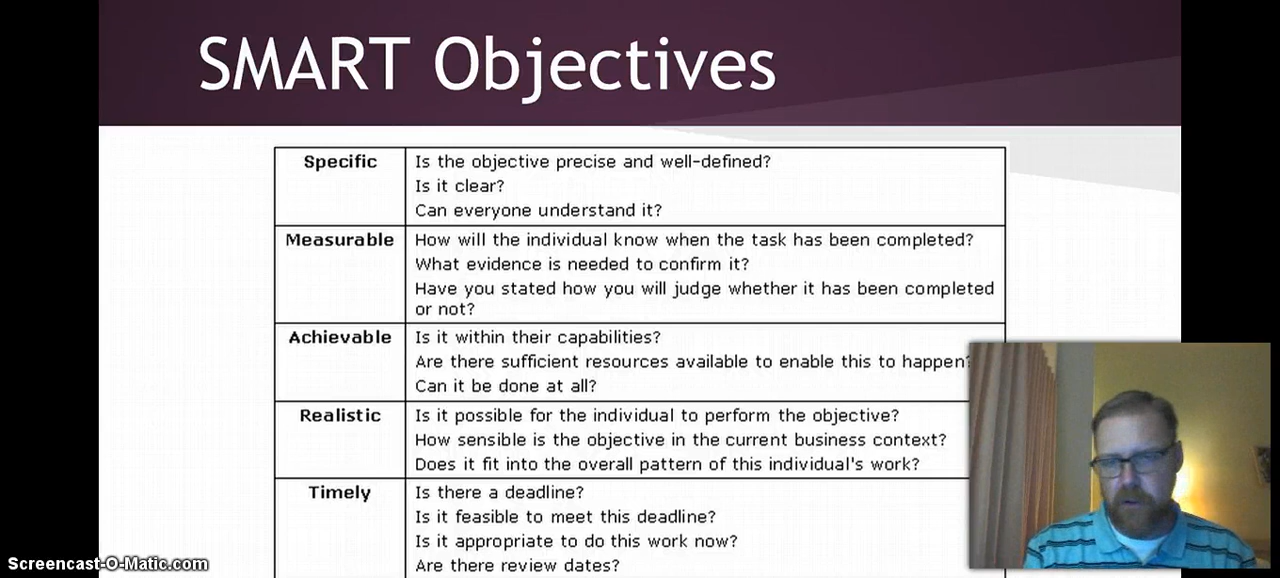 SMART Objectives
Specific
Is the objective precise and well-defined?
Is it clear?
Can everyone understand it?
Measurable
How will the individual know when the task has been completed?
What evidence is needed to confirm it?
Have you stated how you will judge whether it has been completed
or not?
Achievable
Is it within their capabilities?
Are there sufficient resources available to enable this to happen?
Can it be done at all?
Realistic
Is it possible for the individual to perform the objective?
How sensible is the objective in the current business context?
Does it fit into the overall pattern of this individual's work?
Timely
Is there a deadline?
Is it feasible to meet this deadline?
Is it appropriate to do this work now?
Are there review dates?
Screencast-O-Matic.com